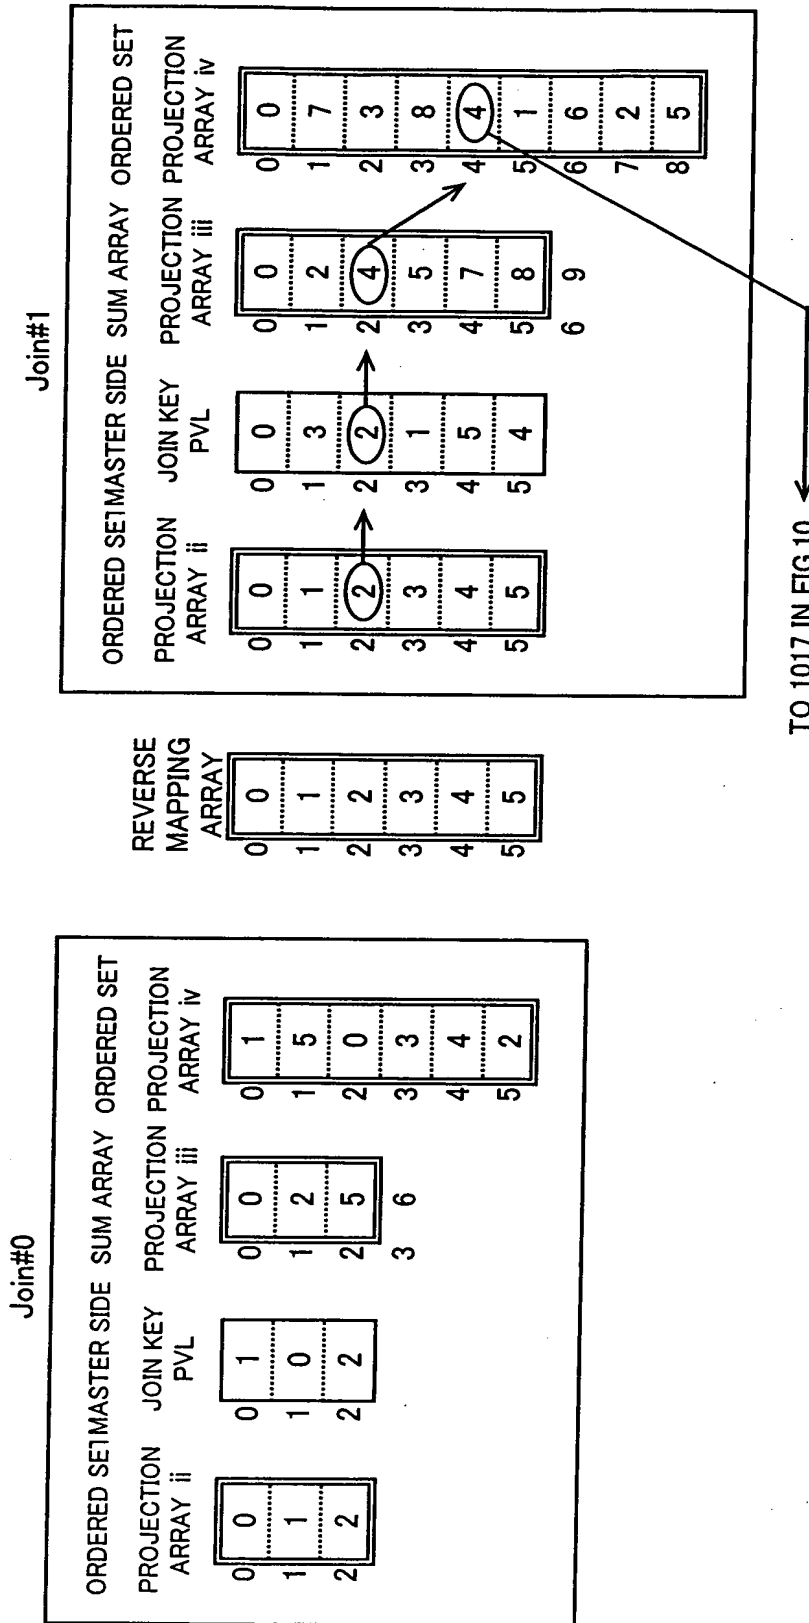 Join#0
ORDERED SET MASTER SIDE SUM ARRAY ORDERED SET
PROJECTION JOIN KEY PROJECTION PROJECTION
ARRAY ii PVL ARRAY iii ARRAY iv
0 0 0 1 0 0 0 1
1 1 1 0 1 2 1 5
2 2 2 2 2 5 2 0
3 6 3 3
4 4
5 2
REVERSE
MAPPING
ARRAY
0 0
1 1
2 2
3 3
4 4
5 5
Join#1
ORDERED SET MASTER SIDE SUM ARRAY ORDERED SET
PROJECTION JOIN KEY PROJECTION PROJECTION
ARRAY ii PVL ARRAY iii ARRAY iv
0 0 0 0 0 0 0 0
1 1 1 3 1 2 1 7
2 2 2 2 2 4 2 3
3 3 3 1 3 5 3 8
4 4 4 5 4 7 4 4
5 5 5 4 5 8 5 1
6 9 6 6
7 2
8 5
TO 1017 IN FIG.10